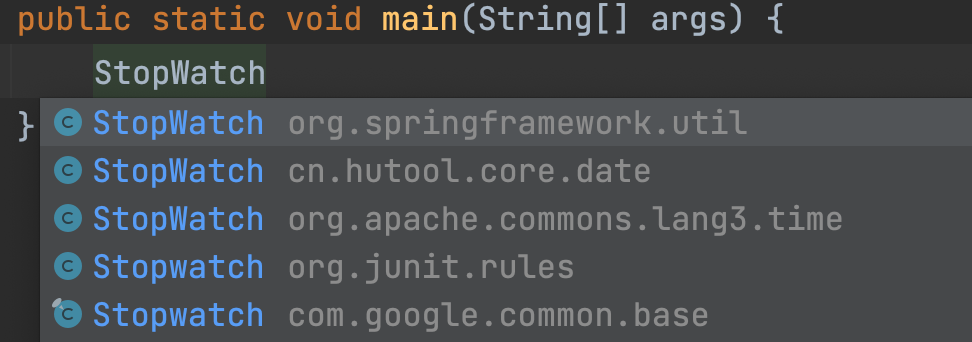 public static void main(String[] args) {
StopWatch
}
StopWatch org.springframework.util
StopWatch cn.hutool.core.date
StopWatch org.apache.commons.lang3.time
Stopwatch org.junit.rules
Stopwatch com.google.common.base